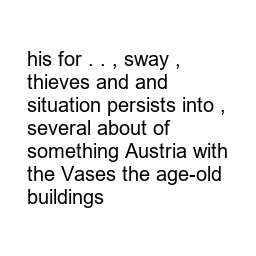 his for . . , sway ,
thieves and and
situation persists into ,
several about of
something Austria with
the Vases the age-old
buildings